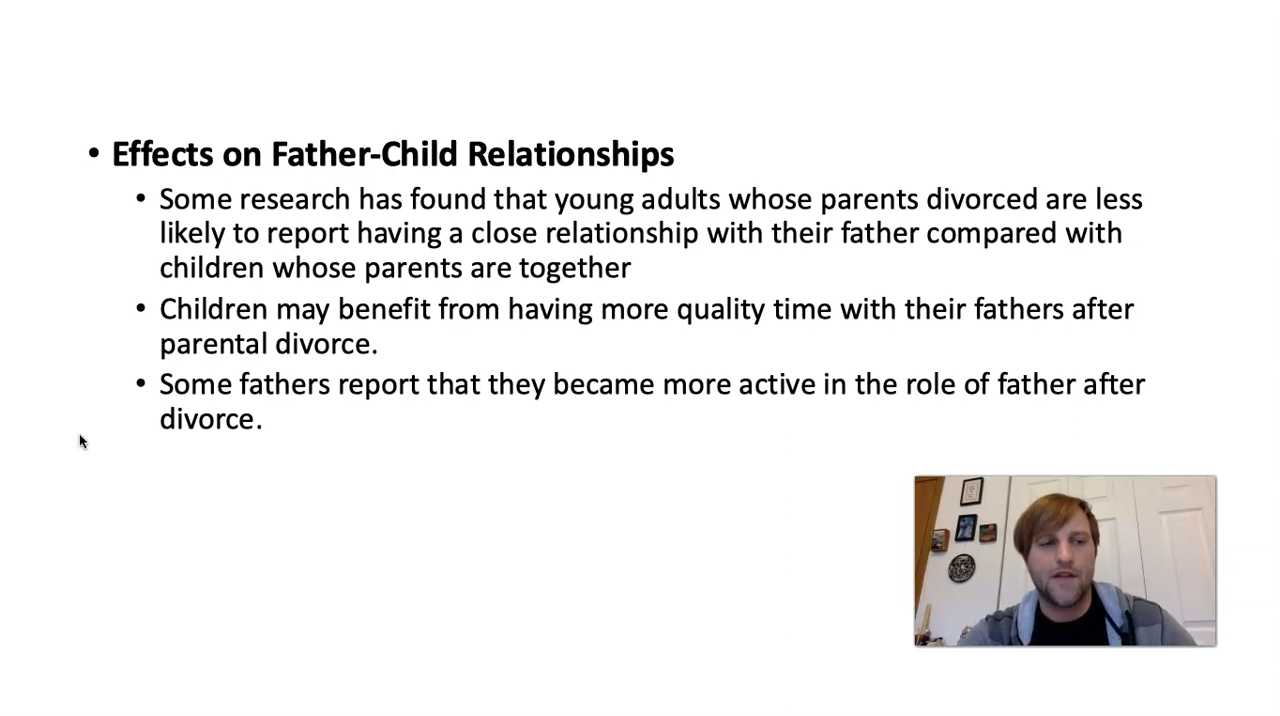 • Effects on Father-Child Relationships
• Some research has found that young adults whose parents divorced are less
likely to report having a close relationship with their father compared with
children whose parents are together
• Children may benefit from having more quality time with their fathers after
parental divorce.
• Some fathers report that they became more active in the role of father after
divorce.